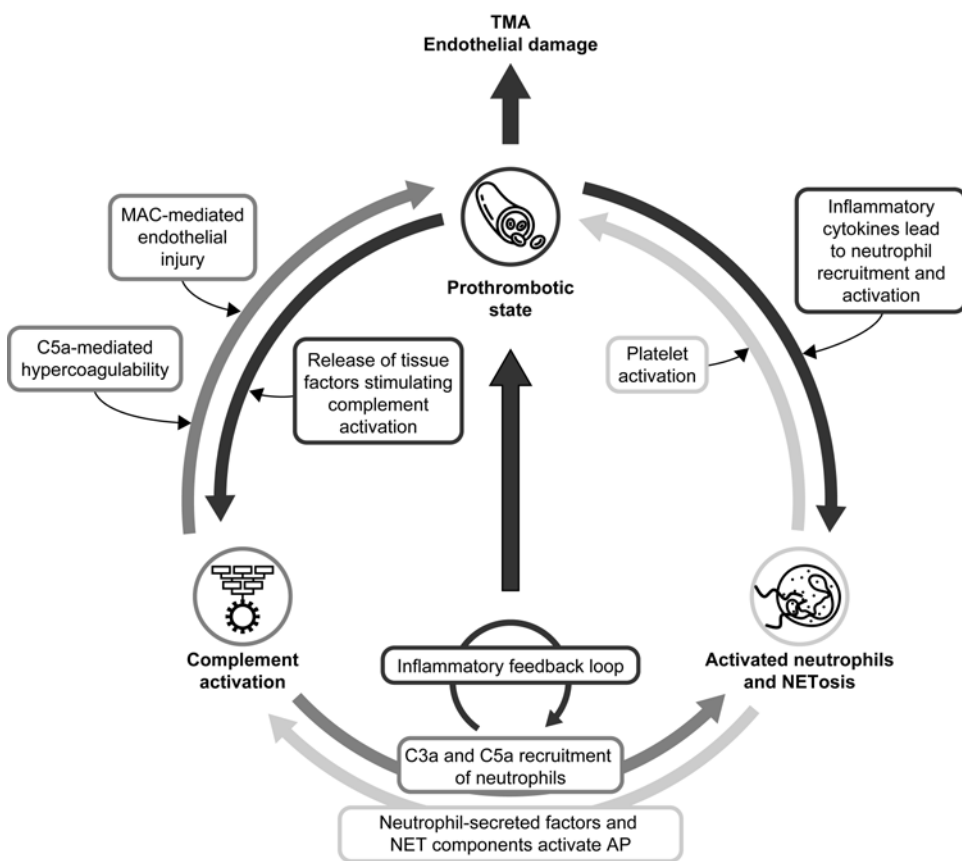 TMA
Endothelial damage
MAC-mediated
endothelial
injury
Inflammatory
cytokines lead
to neutrophil
recruitment and
activation
Prothrombotic
state
C5a-mediated
hypercoagulability
Release of tissue
factors stimulating
complement
activation
Platelet
activation
Complement
activation
Inflammatory feedback loop
Activated neutrophils
and NETosis
C3a and C5a recruitment
of neutrophils
Neutrophil-secreted factors and
NET components activate AP